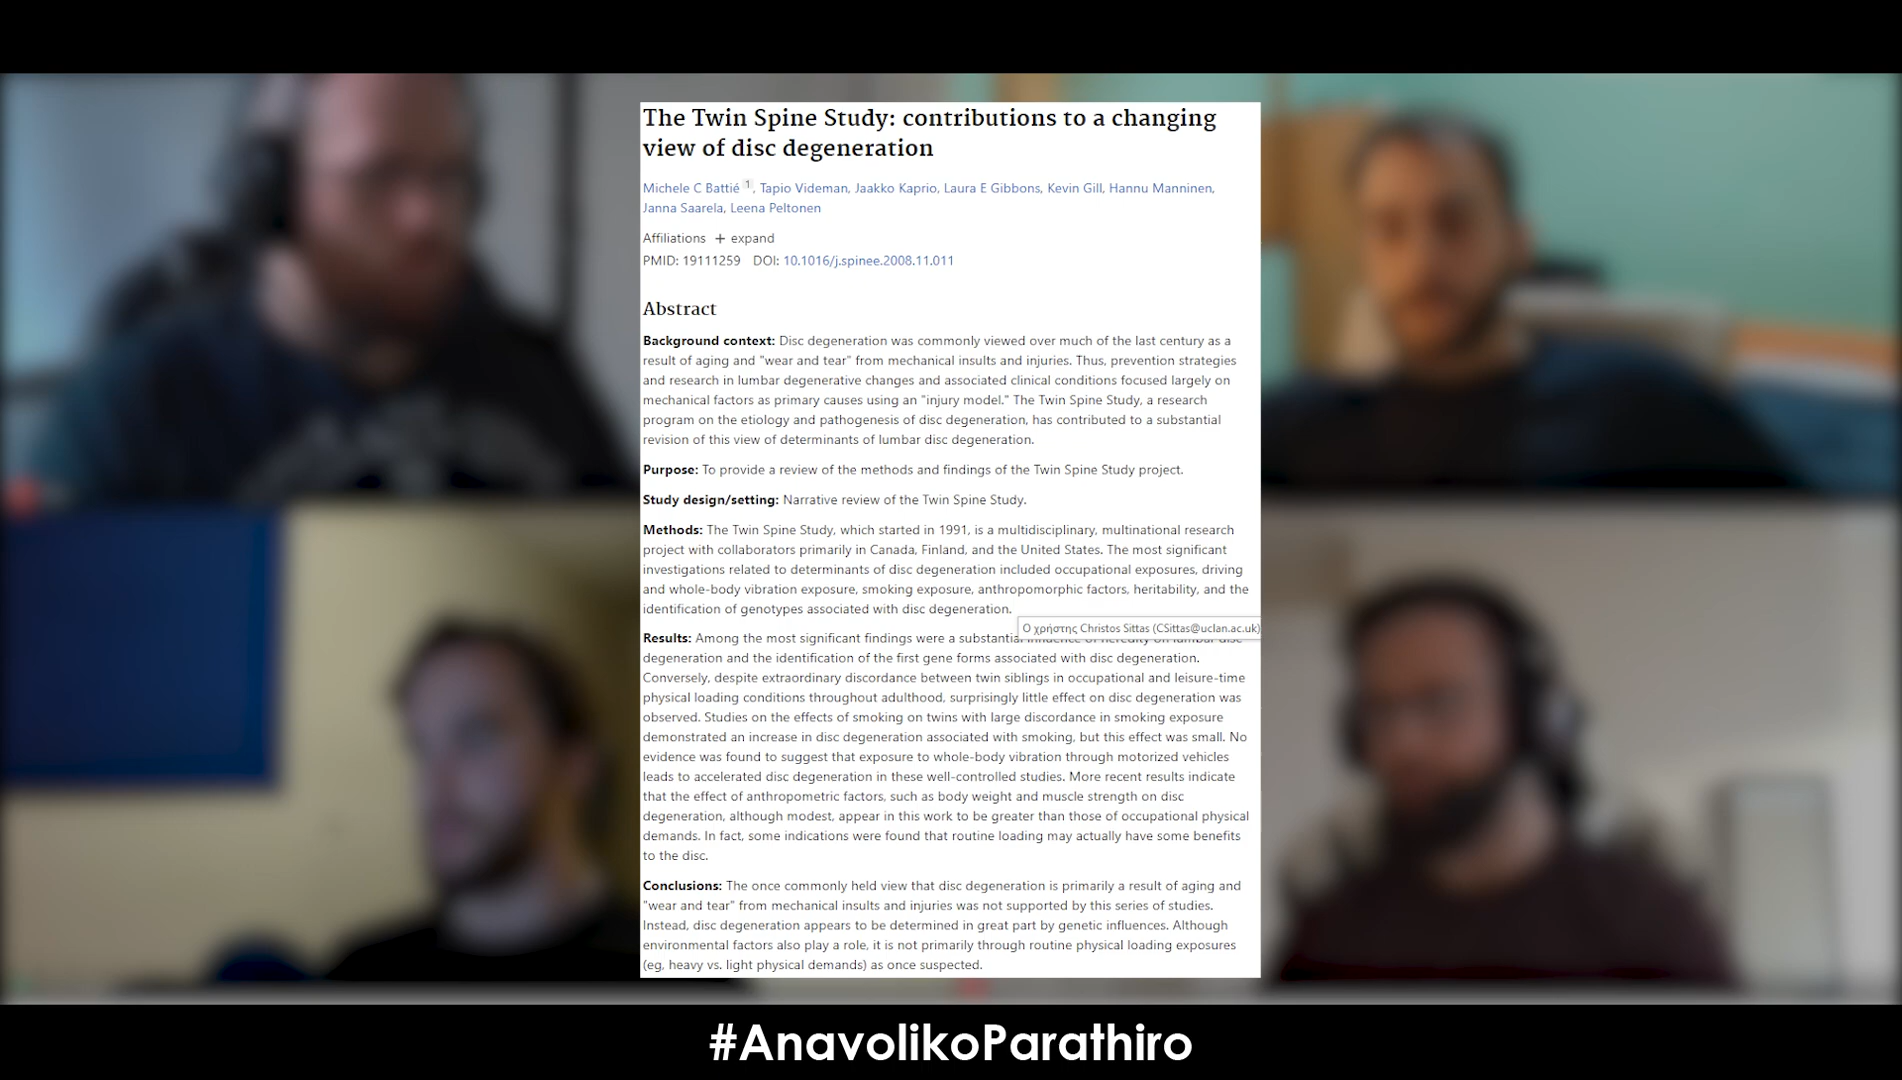 The Twin Spine Study: contributions to a changing
view of disc degeneration
Michele C Battié 1, Tapio Videman, Jaakko Kaprio, Laura E Gibbons, Kevin Gill, Hannu Manninen,
Janna Saarela, Leena Peltonen
Affiliations + expand
PMID: 19111259 DOI: 10.1016/j.spinee.2008.11.011
Abstract
Background context: Disc degeneration was commonly viewed over much of the last century as a
result of aging and "wear and tear" from mechanical insults and injuries. Thus, prevention strategies
and research in lumbar degenerative changes and associated clinical conditions focused largely on
mechanical factors as primary causes using an "injury model." The Twin Spine Study, a research
program on the etiology and pathogenesis of disc degeneration, has contributed to a substantial
revision of this view of determinants of lumbar disc degeneration.
Purpose: To provide a review of the methods and findings of the Twin Spine Study project.
Study design/setting: Narrative review of the Twin Spine Study.
Methods: The Twin Spine Study, which started in 1991, is a multidisciplinary, multinational research
project with collaborators primarily in Canada, Finland, and the United States. The most significant
investigations related to determinants of disc degeneration included occupational exposures, driving
and whole-body vibration exposure, smoking exposure, anthropomorphic factors, heritability, and the
identification of genotypes associated with disc degeneration.
Ο χρήστης Christos Sittas (CSittas@uclan.ac.uk)
Results: Among the most significant findings were a substantial
degeneration and the identification of the first gene forms associated with disc degeneration.
Conversely, despite extraordinary discordance between twin siblings in occupational and leisure-time
physical loading conditions throughout adulthood, surprisingly little effect on disc degeneration was
observed. Studies on the effects of smoking on twins with large discordance in smoking exposure
demonstrated an increase in disc degeneration associated with smoking, but this effect was small. No
evidence was found to suggest that exposure to whole-body vibration through motorized vehicles
leads to accelerated disc degeneration in these well-controlled studies. More recent results indicate
that the effect of anthropometric factors, such as body weight and muscle strength on disc
degeneration, although modest, appear in this work to be greater than those of occupational physical
demands. In fact, some indications were found that routine loading may actually have some benefits
to the disc.
Conclusions: The once commonly held view that disc degeneration is primarily a result of aging and
"wear and tear" from mechanical insults and injuries was not supported by this series of studies.
Instead, disc degeneration appears to be determined in great part by genetic influences. Although
environmental factors also play a role, it is not primarily through routine physical loading exposures
(eg, heavy vs. light physical demands) as once suspected.
#AnavolikoParathiro